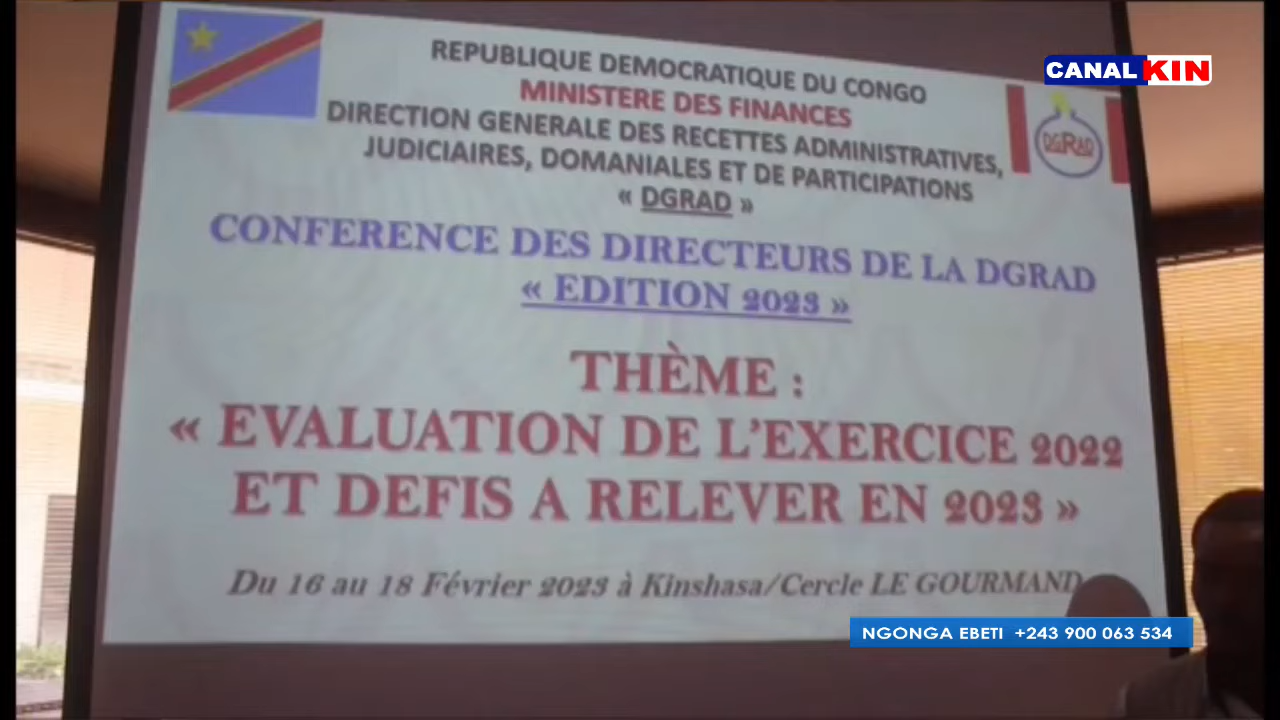 CANAL KIN
REPUBLIQUE DEMOCRATIQUE DU CONGO
MINISTERE DES FINANCES
DIRECTION GENERALE DES RECETTES ADMINISTRATIVES,
JUDICIAIRES, DOMANIALES ET DE PARTICIPATIONS
« DGRAD »
DGRAD
CONFERENCE DES DIRECTEURS DE LA DGRAD
« EDITION 2023 »
THÈME :
« EVALUATION DE L'EXERCICE 2022
ET DEFIS A RELEVER EN 2023 »
Du 16 au 18 Février 2023 à Kinshasa/Cercle LE GOURMAND
NGONGA EBETI +243 900 063 534